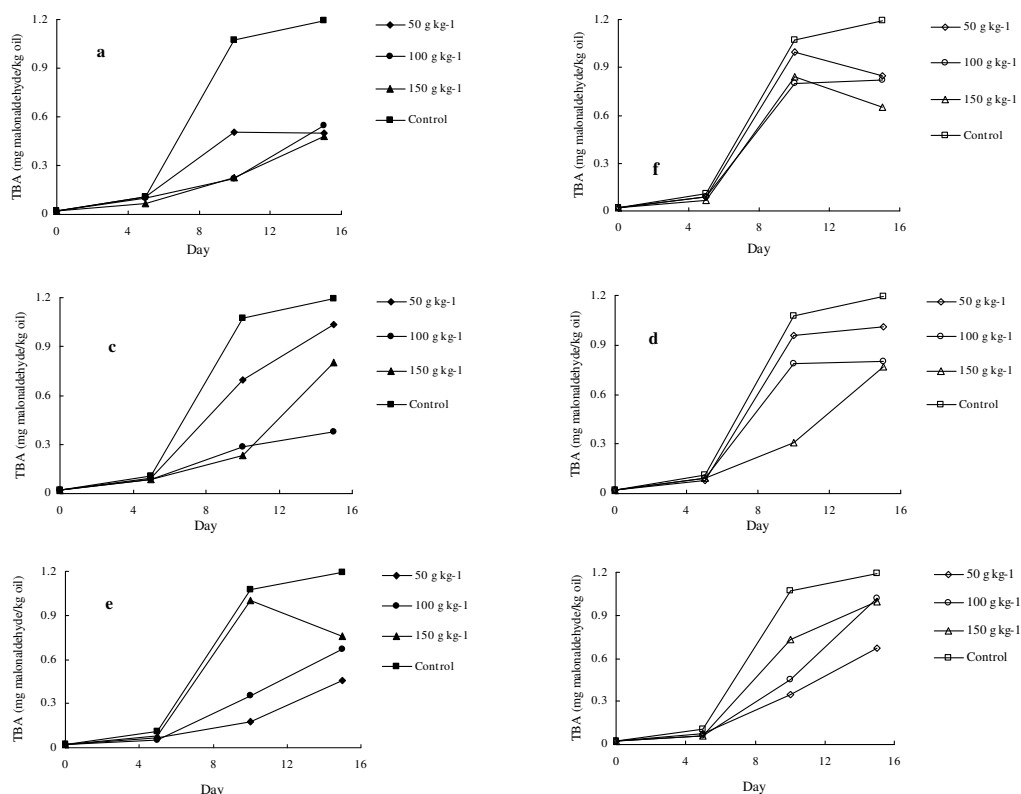 TBA (mg malonaldehyde/kg oil)
1.2
0.9
0.6
0.3
0
a
50 g kg-1
100 g kg-1
150 g kg-1
Control
0 4 8 12 16
Day
TBA (mg malonaldehyde/kg oil)
1.2
0.9
0.6
0.3
0
f
50 g kg-1
100 g kg-1
150 g kg-1
Control
0 4 8 12 16
Day
TBA (mg malonaldehyde/kg oil)
1.2
0.9
0.6
0.3
0
c
50 g kg-1
100 g kg-1
150 g kg-1
Control
0 4 8 12 16
Day
TBA (mg malonaldehyde/kg oil)
1.2
0.9
0.6
0.3
0
d
50 g kg-1
100 g kg-1
150 g kg-1
Control
0 4 8 12 16
Day
TBA (mg malonaldehyde/kg oil)
1.2
0.9
0.6
0.3
0
e
50 g kg-1
100 g kg-1
150 g kg-1
Control
0 4 8 12 16
Day
TBA (mg malonaldehyde/kg oil)
1.2
0.9
0.6
0.3
0
50 g kg-1
100 g kg-1
150 g kg-1
Control
0 4 8 12 16
Day